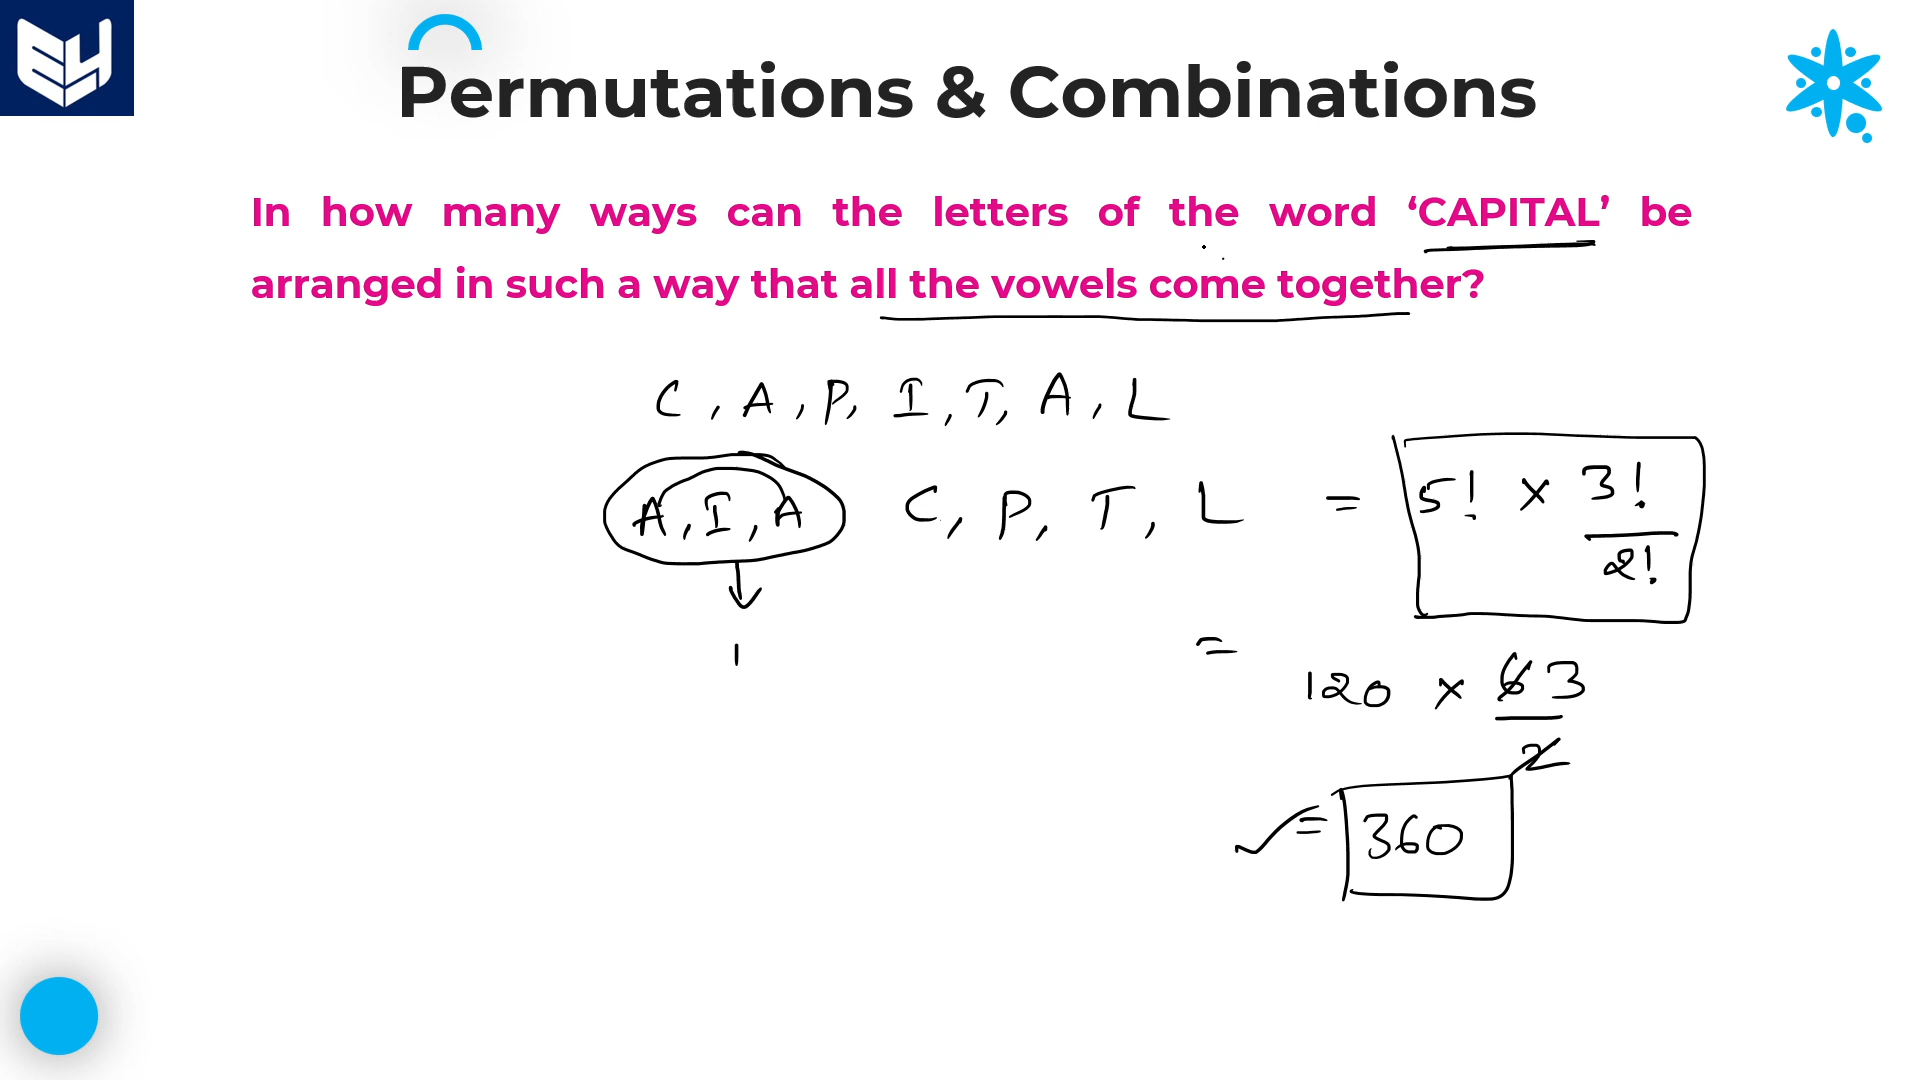 Permutations & Combinations
In how many ways can the letters of the word ‘CAPITAL’ be
arranged in such a way that all the vowels come together?
C, A, P, I, T, A, L
A, I, A C, P, T, L = 5! × 3!
2!
1
=
120 × 6 3
2
= 360